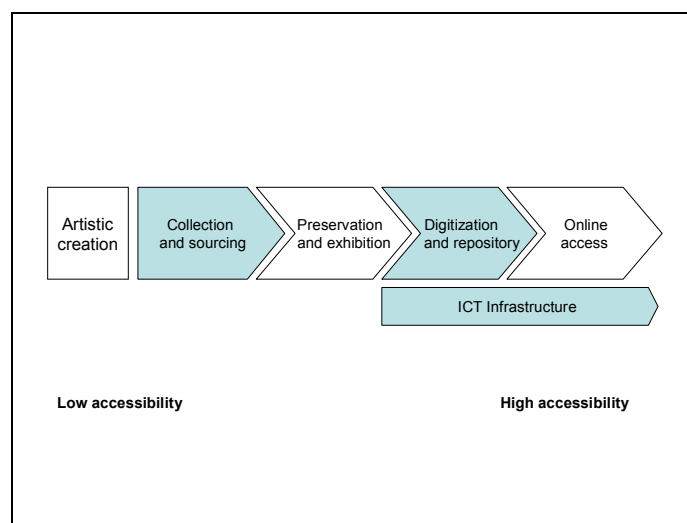 Artistic
creation
Collection
and sourcing
Preservation
and exhibition
Digitization
and repository
Online
access
ICT Infrastructure
Low accessibility
High accessibility